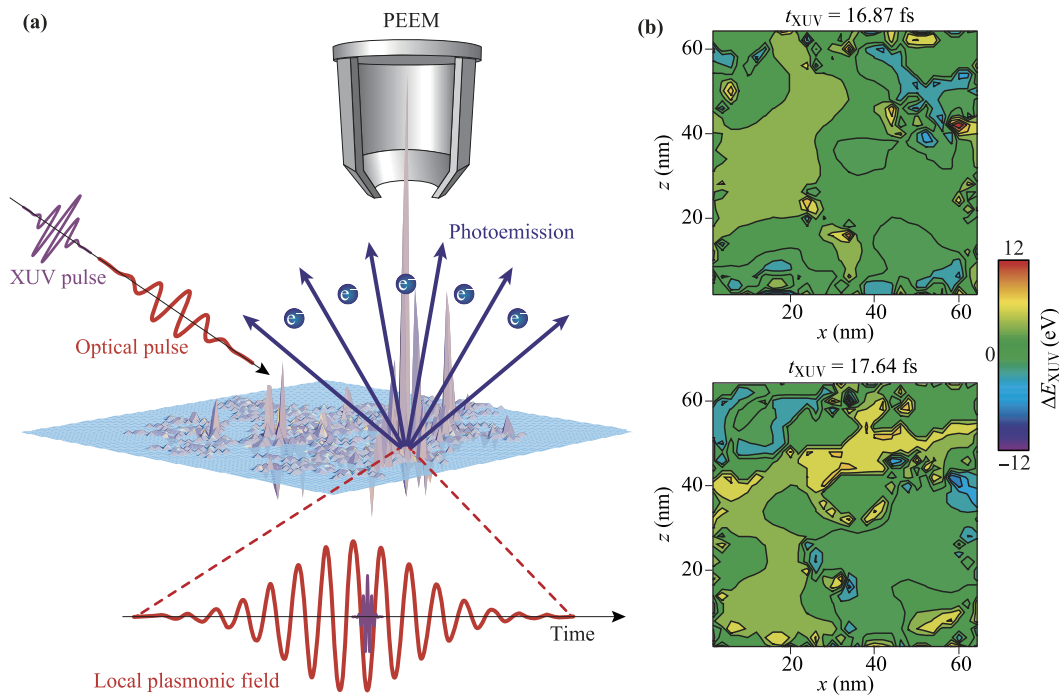 (a)
PEEM
XUV pulse
Optical pulse
Photoemission
e⁻
e⁻
e⁻
e⁻
e⁻
Time
Local plasmonic field
(b)
t_XUV = 16.87 fs
60
40
20
z (nm)
20 40 60
x (nm)
t_XUV = 17.64 fs
60
40
20
z (nm)
20 40 60
x (nm)
12
0
−12
ΔE_XUV (eV)